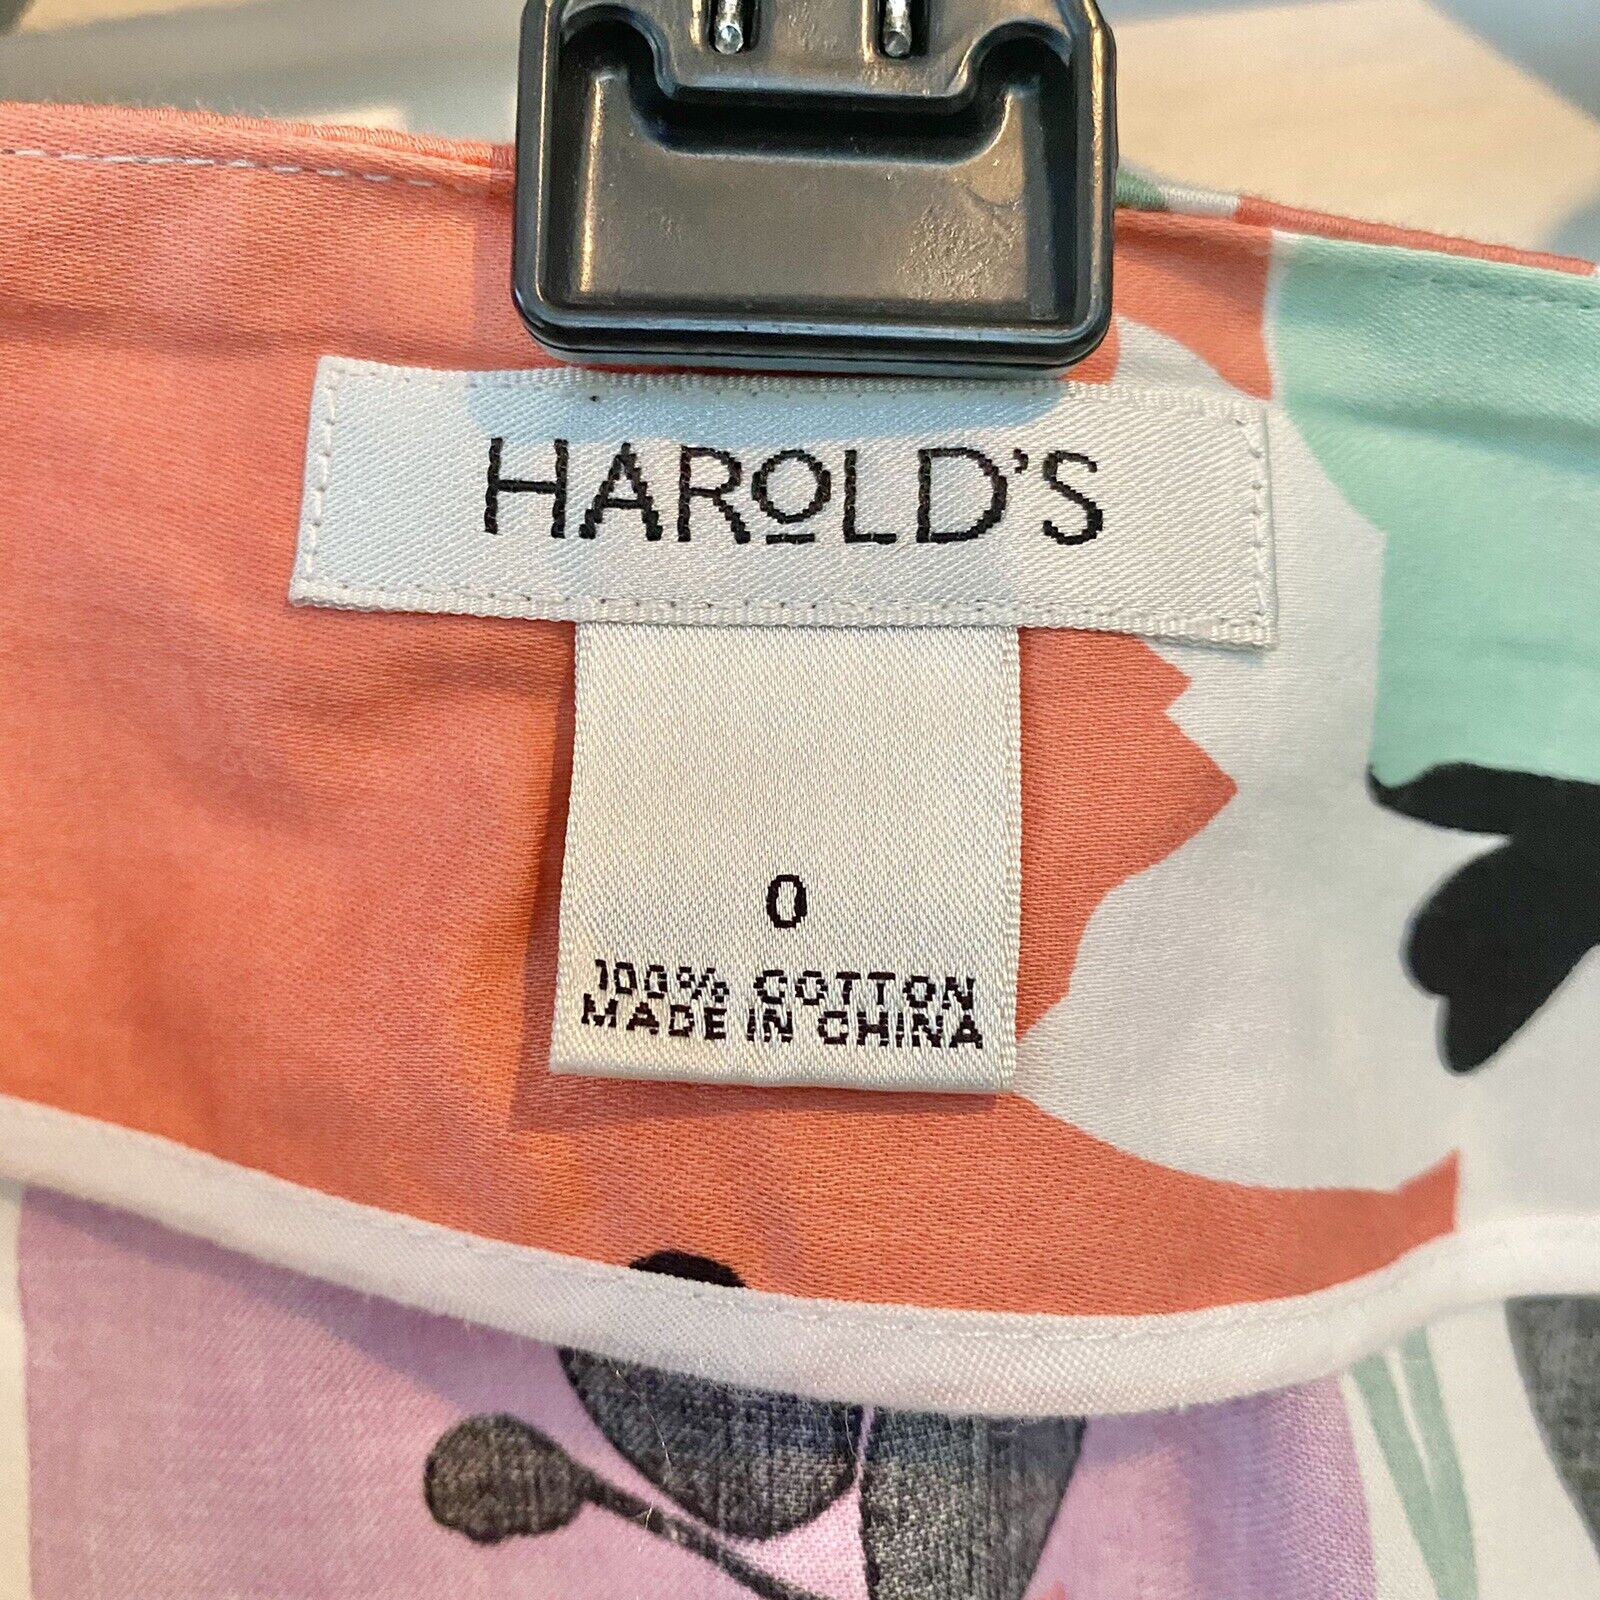 HAROLD'S
0
100% COTTON
MADE IN CHINA